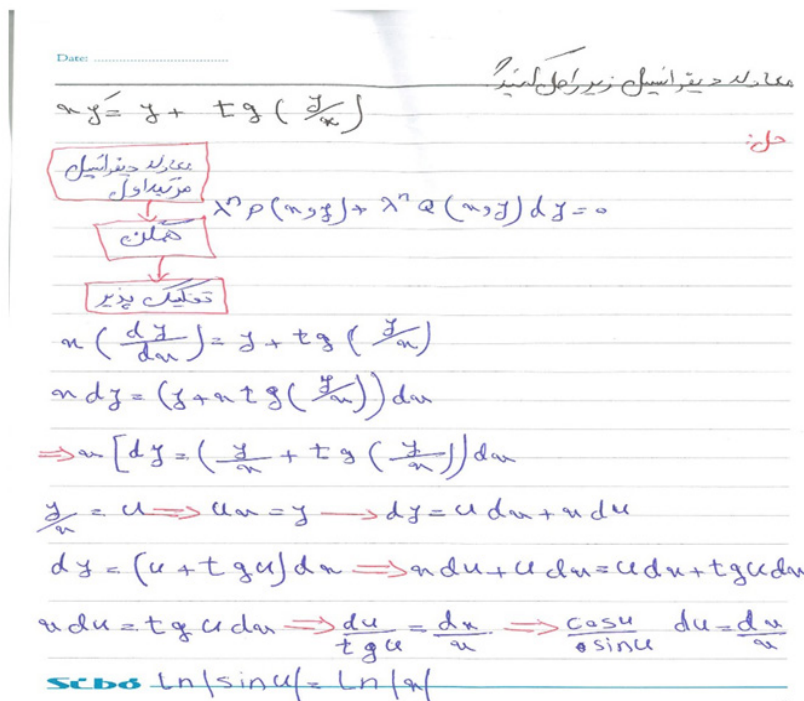 Date:
معادله دیفرانسیل زیر را حل کنید؟
xy′ = y + tg(y/x)
حل:
معادله دیفرانسیل
مرتبه اول
λⁿP(x,y) + λⁿQ(x,y)dy = 0
همگن
تفکیک پذیر
x(dy/dx) = y + tg(y/x)
xdy = (y + x tg(y/x))dx
⇒ x[dy = (y/x + tg(y/x))dx
y/x = u ⇒ ux = y → dy = u dx + x du
dy = (u + tgu)dx ⇒ xdu + udx = udx + tgudx
xdu = tgudx ⇒ du/tgu = dx/x ⇒ cosu/sinu du = dx/x
ln|sinu| = ln|x|